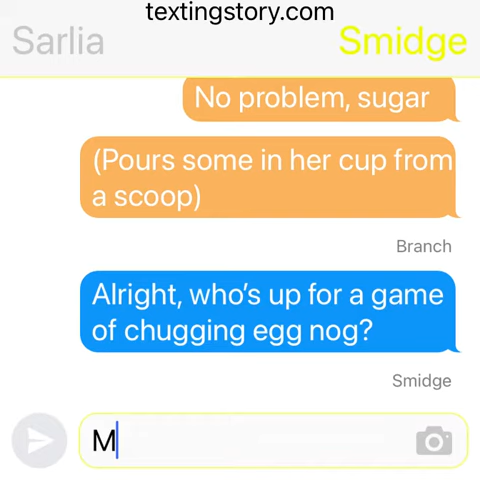 textingstory.com
Sarlia
Smidge
No problem, sugar
(Pours some in her cup from
a scoop)
Branch
Alright, who’s up for a game
of chugging egg nog?
Smidge
M